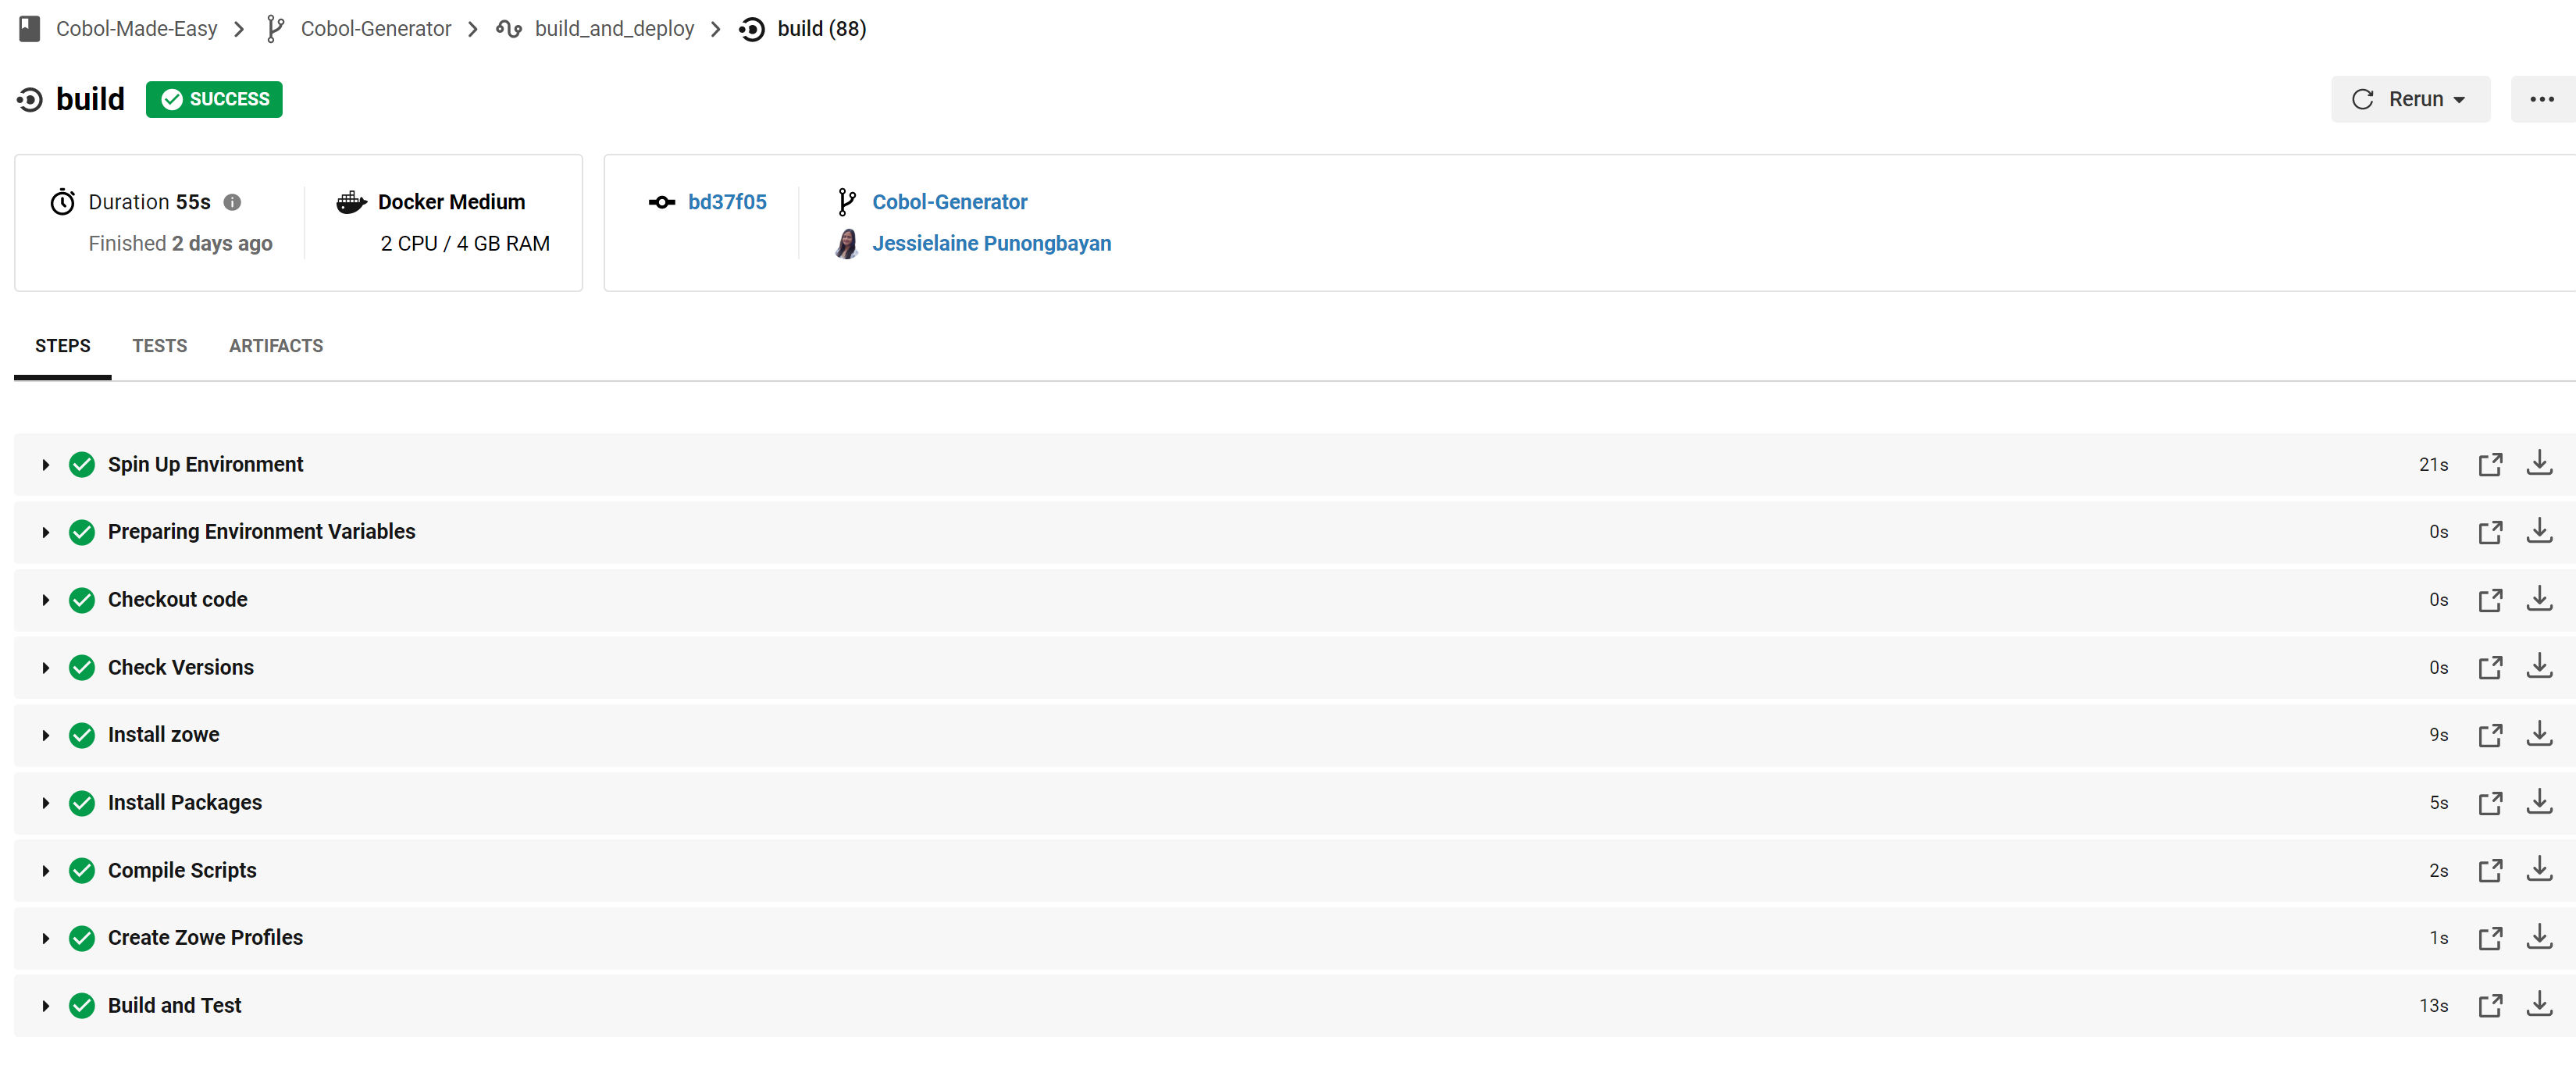 Cobol-Made-Easy Cobol-Generator build_and_deploy build (88)
build SUCCESS Rerun
Duration 55s Docker Medium bd37f05 Cobol-Generator
Finished 2 days ago 2 CPU / 4 GB RAM Jessielaine Punongbayan
STEPS TESTS ARTIFACTS
Spin Up Environment 21s
Preparing Environment Variables 0s
Checkout code 0s
Check Versions 0s
Install zowe 9s
Install Packages 5s
Compile Scripts 2s
Create Zowe Profiles 1s
Build and Test 13s